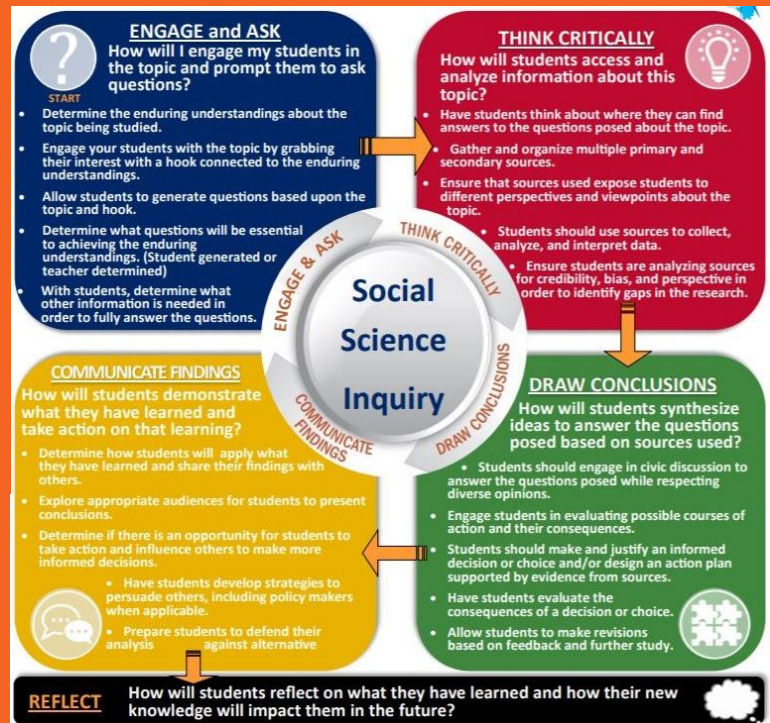 ENGAGE and ASK
How will I engage my students in
the topic and prompt them to ask
questions?
START
• Determine the enduring understandings about the
topic being studied.
• Engage your students with the topic by grabbing
their interest with a hook connected to the enduring
understandings.
• Allow students to generate questions based upon the
topic and hook.
• Determine what questions will be essential
to achieving the enduring
understandings. (Student generated or
teacher determined)
• With students, determine what
other information is needed in
order to fully answer the questions.
THINK CRITICALLY
How will students access and
analyze information about this
topic?
• Have students think about where they can find
answers to the questions posed about the topic.
• Gather and organize multiple primary and
secondary sources.
• Ensure that sources used expose students to
different perspectives and viewpoints about the
topic.
• Students should use sources to collect,
analyze, and interpret data.
• Ensure students are analyzing sources
for credibility, bias, and perspective in
order to identify gaps in the research.
ENGAGE & ASK
THINK CRITICALLY
DRAW CONCLUSIONS
COMMUNICATE
FINDINGS
Social
Science
Inquiry
DRAW CONCLUSIONS
How will students synthesize
ideas to answer the questions
posed based on sources used?
• Students should engage in civic discussion to
answer the questions posed while respecting
diverse opinions.
• Engage students in evaluating possible courses of
action and their consequences.
• Students should make and justify an informed
decision or choice and/or design an action plan
supported by evidence from sources.
• Have students evaluate the
consequences of a decision or choice.
• Allow students to make revisions
based on feedback and further study.
COMMUNICATE FINDINGS
How will students demonstrate
what they have learned and
take action on that learning?
• Determine how students will apply what
they have learned and share their findings with
others.
• Explore appropriate audiences for students to present
conclusions.
• Determine if there is an opportunity for students to
take action and influence others to make more
informed decisions.
• Have students develop strategies to
persuade others, including policy makers
when applicable.
• Prepare students to defend their
analysis against alternative
REFLECT
How will students reflect on what they have learned and how their new
knowledge will impact them in the future?